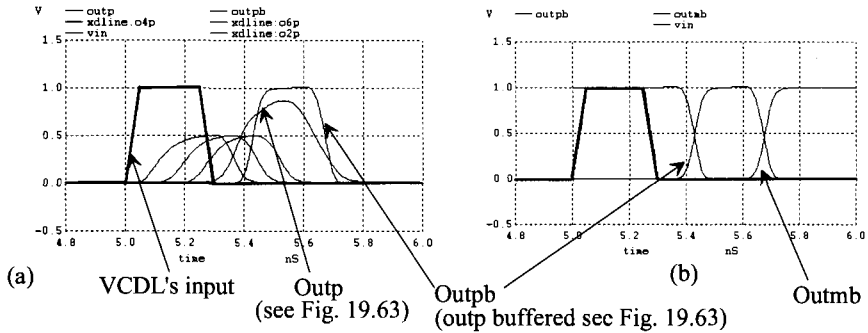 V
outp
outpb
xdline.o4p
xdline:o6p
vin
xdline:o2p
1.5
1.0
0.5
0.0
-0.5
4.8 5.0 5.2 5.4 5.6 5.8 6.0
time nS
(a)
VCDL's input
Outp
(see Fig. 19.63)
V
outpb
outmb
vin
1.5
1.0
0.5
0.0
-0.5
4.8 5.0 5.2 5.4 5.6 5.8 6.0
time nS
(b)
Outpb
(outp buffered sec Fig. 19.63)
Outmb